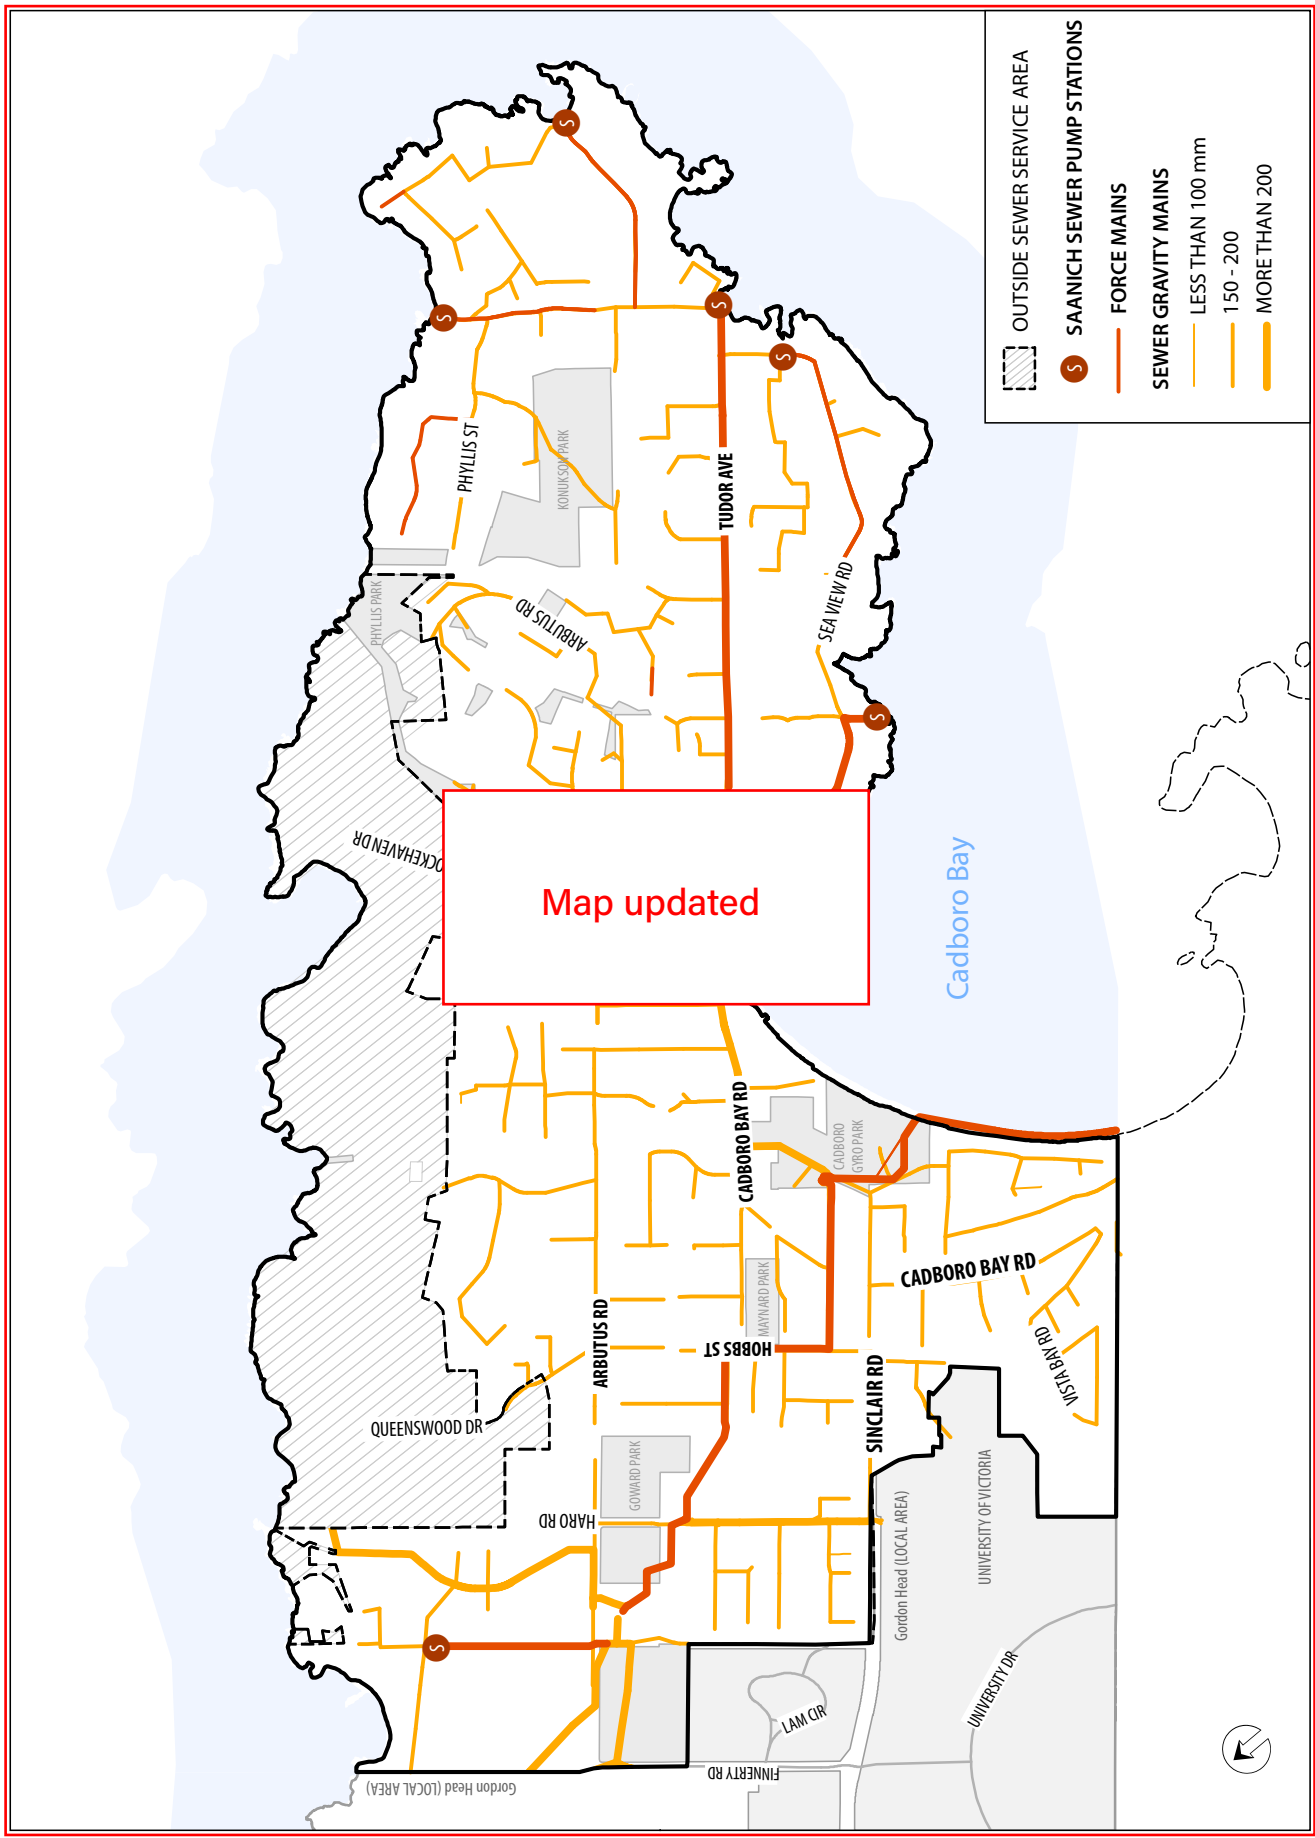 OUTSIDE SEWER SERVICE AREA
S SAANICH SEWER PUMP STATIONS
FORCE MAINS
SEWER GRAVITY MAINS
LESS THAN 100 mm
150 - 200
MORE THAN 200
S
S
S
S
S
S
PHYLLIS ST
KONUKSON PARK
TUDOR AVE
PHYLLIS PARK
ARBUTUS RD
SEA VIEW RD
OCKEHAVEN DR
Map updated
Cadboro Bay
CADBORO BAY RD
CADBORO
GYRO PARK
MAYNARD PARK
CADBORO BAY RD
HOBBS ST
ARBUTUS RD
VISTA BAY RD
SINCLAIR RD
QUEENSWOOD DR
GOWARD PARK
HARO RD
Gordon Head (LOCAL AREA)
UNIVERSITY OF VICTORIA
UNIVERSITY DR
LAM CIR
FINNERTY RD
Gordon Head (LOCAL AREA)